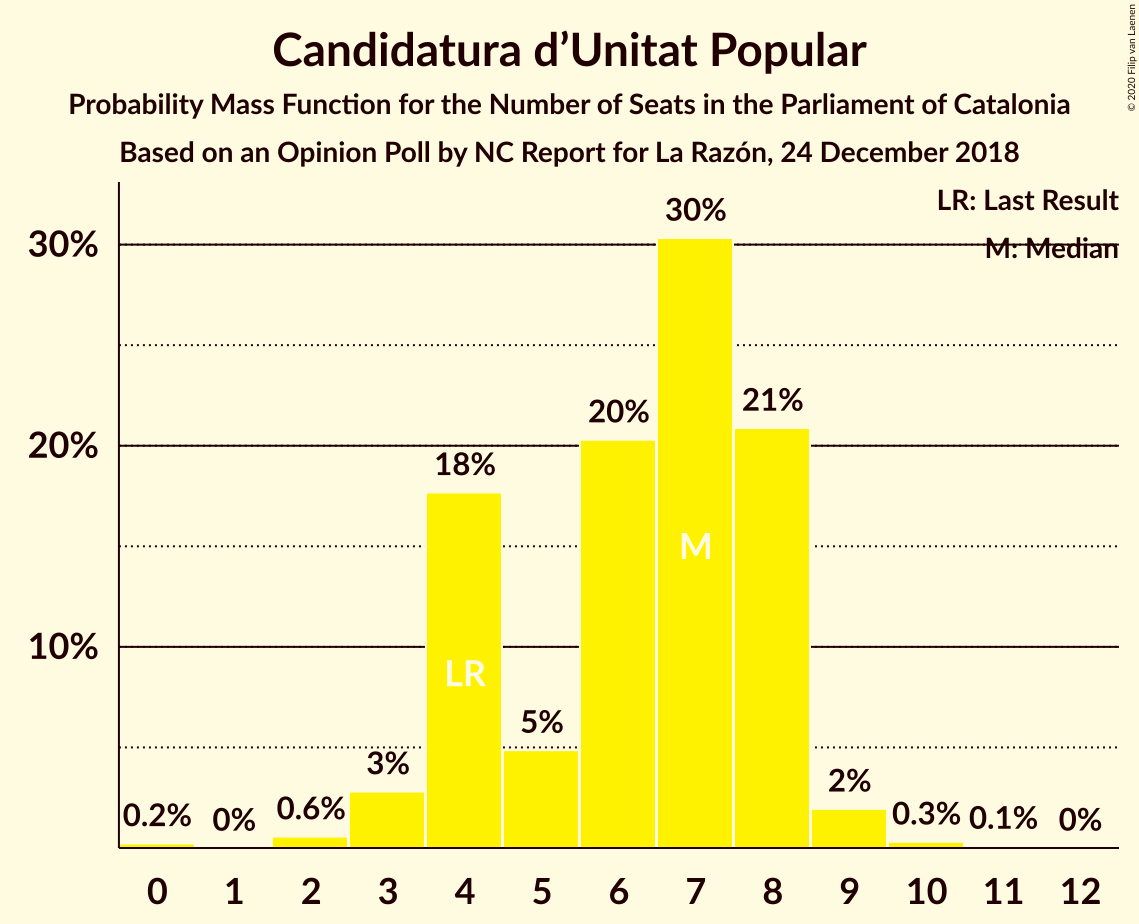 Candidatura d’Unitat Popular
Probability Mass Function for the Number of Seats in the Parliament of Catalonia
Based on an Opinion Poll by NC Report for La Razón, 24 December 2018
© 2020 Filip van Laenen
LR: Last Result
M: Median
30%
20%
10%
0.2%
0%
0.6%
3%
18%
5%
20%
30%
21%
2%
0.3%
0.1%
0%
LR
M
0 1 2 3 4 5 6 7 8 9 10 11 12